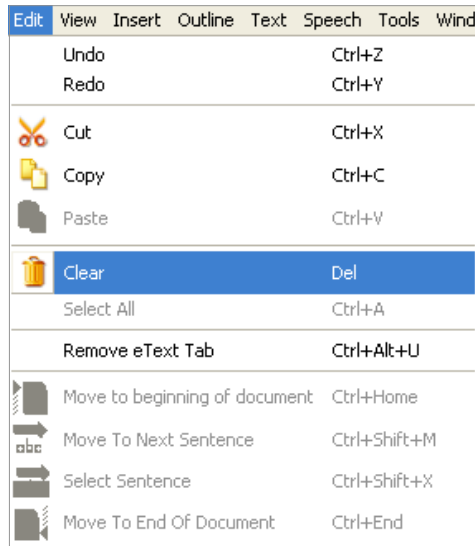 Edit View Insert Outline Text Speech Tools Wind
Undo Ctrl+Z
Redo Ctrl+Y
Cut Ctrl+X
Copy Ctrl+C
Paste Ctrl+V
Clear Del
Select All Ctrl+A
Remove eText Tab Ctrl+Alt+U
Move to beginning of document Ctrl+Home
abc Move To Next Sentence Ctrl+Shift+M
Select Sentence Ctrl+Shift+X
Move To End Of Document Ctrl+End